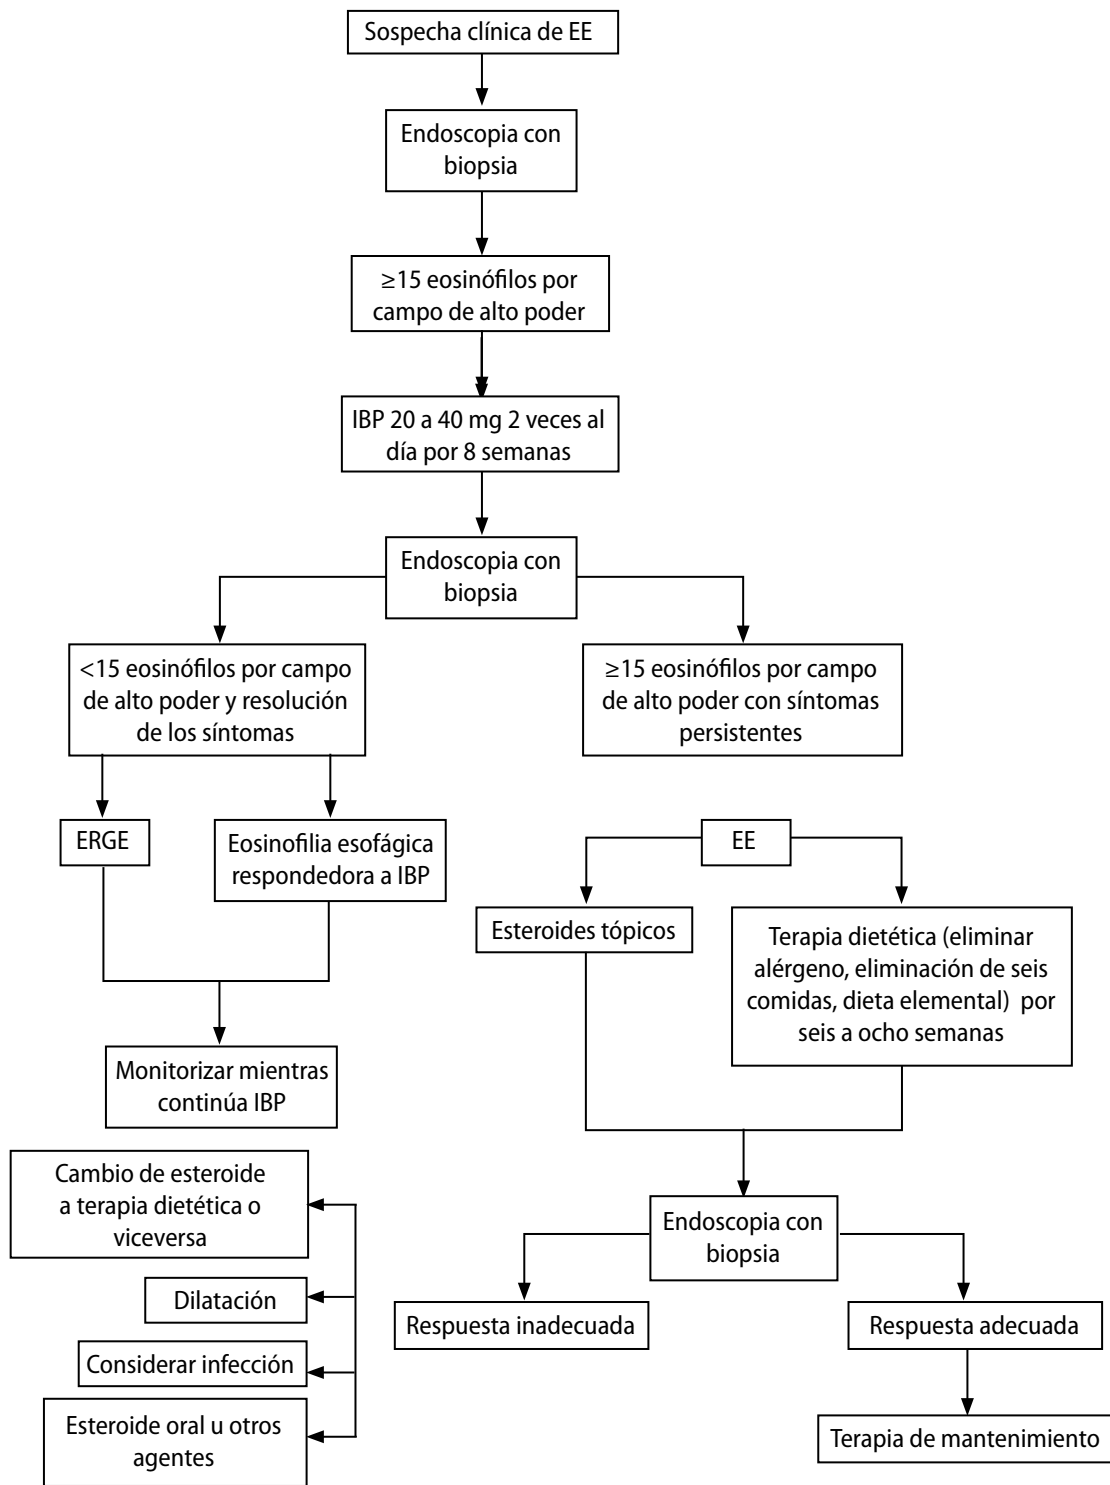 Sospecha clínica de EE
Endoscopia con
biopsia
≥15 eosinófilos por
campo de alto poder
IBP 20 a 40 mg 2 veces al
día por 8 semanas
Endoscopia con
biopsia
<15 eosinófilos por campo
de alto poder y resolución
de los síntomas
≥15 eosinófilos por campo
de alto poder con síntomas
persistentes
ERGE
Eosinofilia esofágica
respondedora a IBP
EE
Esteroides tópicos
Terapia dietética (eliminar
alérgeno, eliminación de seis
comidas, dieta elemental) por
seis a ocho semanas
Monitorizar mientras
continúa IBP
Cambio de esteroide
a terapia dietética o
viceversa
Dilatación
Considerar infección
Esteroide oral u otros
agentes
Endoscopia con
biopsia
Respuesta inadecuada
Respuesta adecuada
Terapia de mantenimiento